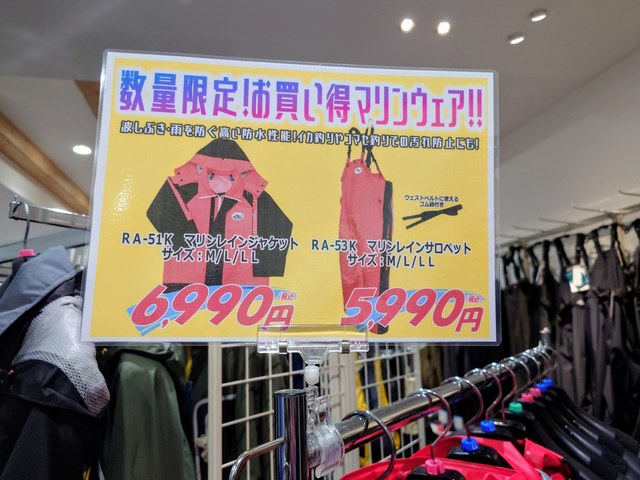 数量限定!お買い得マリンウェア!!
波しぶき・雨を防ぐ高い防水性能!イカ釣りやコマセ釣りでの汚れ防止にも!
ウェストベルトに使える
ゴム紐付き
RA-51K マリンレインジャケット
サイズ:M/L/LL
6,990円税込
RA-53K マリンレインサロペット
サイズ:M/L/LL
5,990円税込